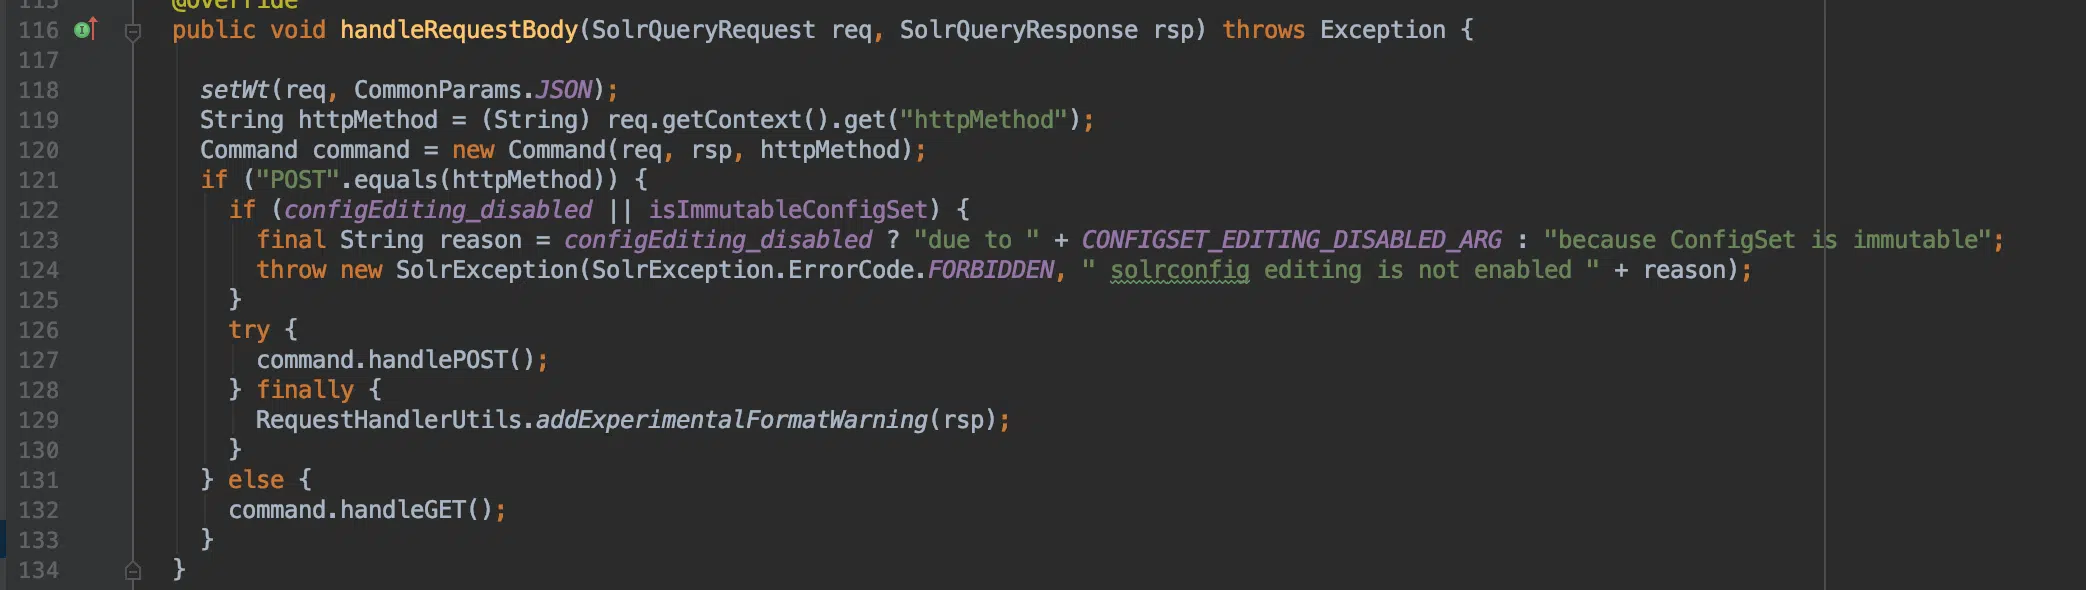 115 @Override
116 public void handleRequestBody(SolrQueryRequest req, SolrQueryResponse rsp) throws Exception {
117
118 setWt(req, CommonParams.JSON);
119 String httpMethod = (String) req.getContext().get("httpMethod");
120 Command command = new Command(req, rsp, httpMethod);
121 if ("POST".equals(httpMethod)) {
122 if (configEditing_disabled || isImmutableConfigSet) {
123 final String reason = configEditing_disabled ? "due to " + CONFIGSET_EDITING_DISABLED_ARG : "because ConfigSet is immutable";
124 throw new SolrException(SolrException.ErrorCode.FORBIDDEN, " solrconfig editing is not enabled " + reason);
125 }
126 try {
127 command.handlePOST();
128 } finally {
129 RequestHandlerUtils.addExperimentalFormatWarning(rsp);
130 }
131 } else {
132 command.handleGET();
133 }
134 }